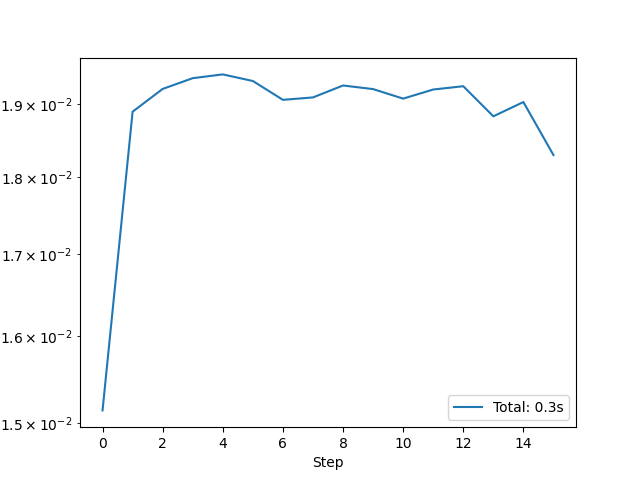 1.9 × 10⁻²
1.8 × 10⁻²
1.7 × 10⁻²
1.6 × 10⁻²
1.5 × 10⁻²
Total: 0.3s
0 2 4 6 8 10 12 14
Step